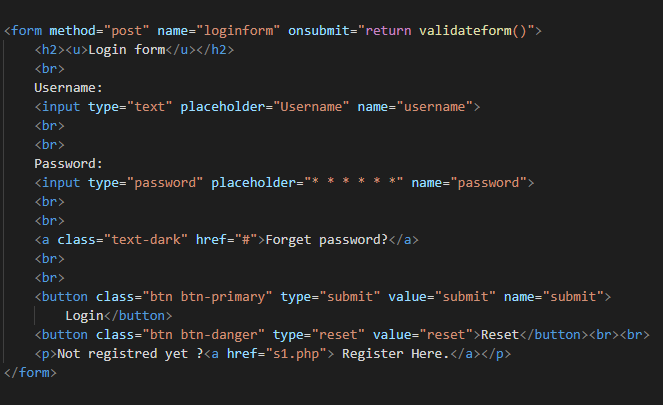 <form method="post" name="loginform" onsubmit="return validateform()">
<h2><u>Login form</u></h2>
<br>
Username:
<input type="text" placeholder="Username" name="username">
<br>
<br>
Password:
<input type="password" placeholder="* * * * * *" name="password">
<br>
<br>
<a class="text-dark" href="#">Forget password?</a>
<br>
<br>
<button class="btn btn-primary" type="submit" value="submit" name="submit">
Login</button>
<button class="btn btn-danger" type="reset" value="reset">Reset</button><br><br>
<p>Not registred yet ?<a href="s1.php"> Register Here.</a></p>
</form>